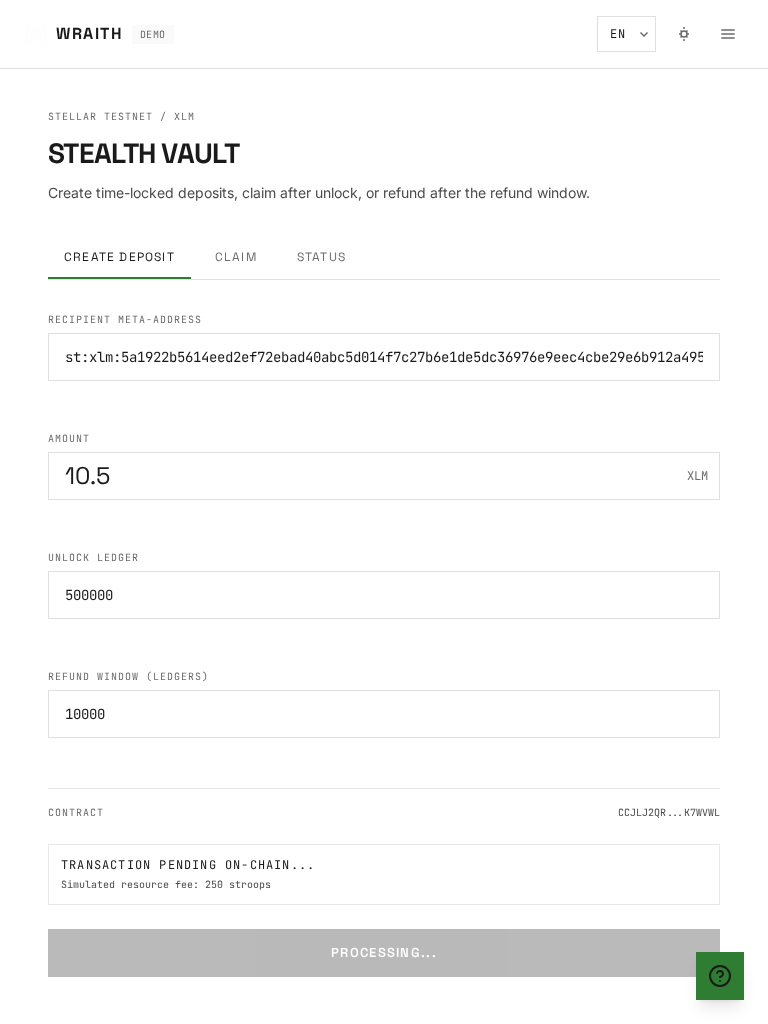 WRAITH DEMO EN
STELLAR TESTNET / XLM
STEALTH VAULT
Create time-locked deposits, claim after unlock, or refund after the refund window.
CREATE DEPOSIT CLAIM STATUS
RECIPIENT META-ADDRESS
st:xlm:5a1922b5614eed2ef72ebad40abc5d014f7c27b6e1de5dc36976e9eec4cbe29e6b912a495
AMOUNT
10.5 XLM
UNLOCK LEDGER
500000
REFUND WINDOW (LEDGERS)
10000
CONTRACT CCJLJ2QR...K7WVWL
TRANSACTION PENDING ON-CHAIN...
Simulated resource fee: 250 stroops
PROCESSING...